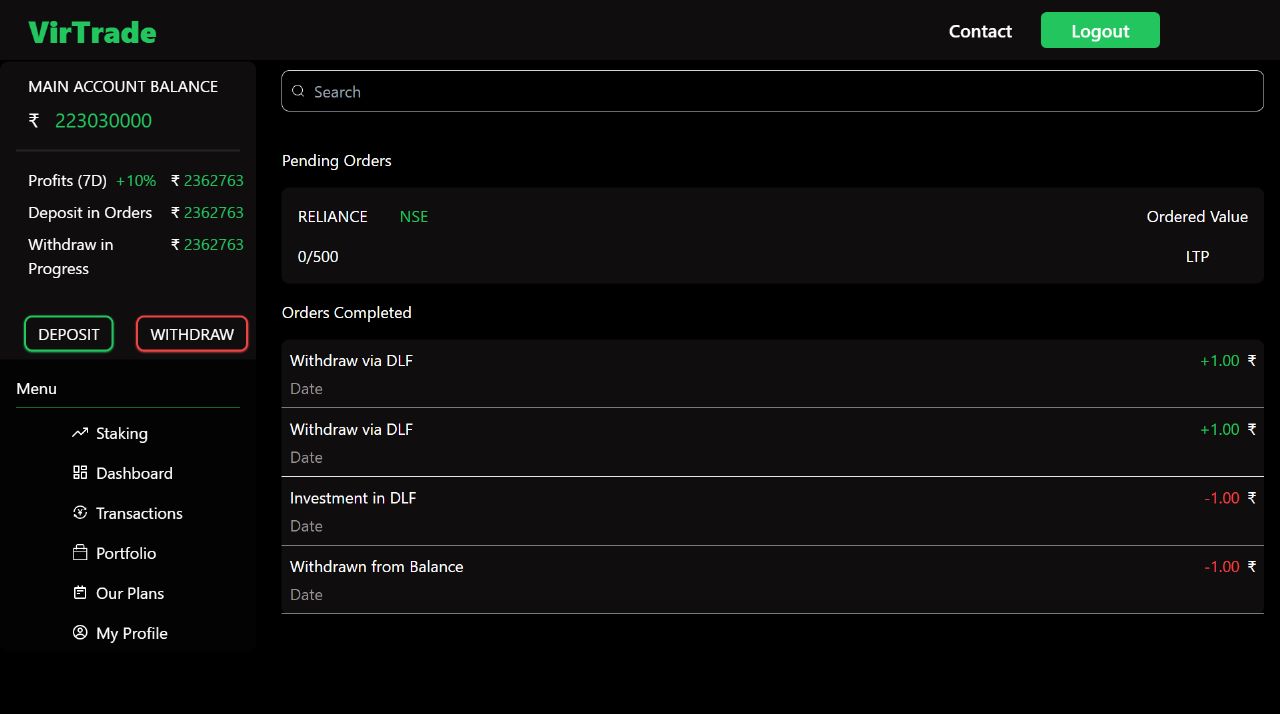 VirTrade
Contact
Logout
MAIN ACCOUNT BALANCE
₹ 223030000
Profits (7D) +10% ₹ 2362763
Deposit in Orders ₹ 2362763
Withdraw in ₹ 2362763
Progress
DEPOSIT
WITHDRAW
Menu
Staking
Dashboard
Transactions
Portfolio
Our Plans
My Profile
Search
Pending Orders
RELIANCE NSE Ordered Value
0/500 LTP
Orders Completed
Withdraw via DLF +1.00 ₹
Date
Withdraw via DLF +1.00 ₹
Date
Investment in DLF -1.00 ₹
Date
Withdrawn from Balance -1.00 ₹
Date